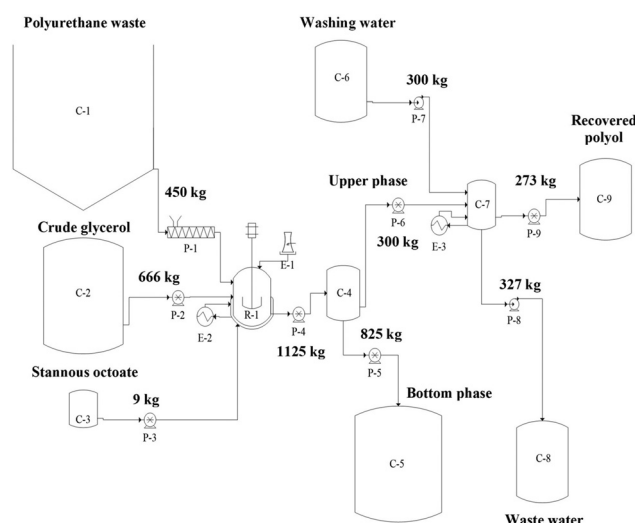 Polyurethane waste
Washing water
C-1
C-6
300 kg
P-7
Recovered
polyol
Upper phase
450 kg
C-7
273 kg
C-9
P-6
300 kg
E-3
P-9
Crude glycerol
P-1
E-1
666 kg
C-2
P-2
E-2
R-1
P-4
C-4
327 kg
P-8
1125 kg
825 kg
P-5
Stannous octoate
9 kg
C-3
P-3
Bottom phase
C-5
C-8
Waste water